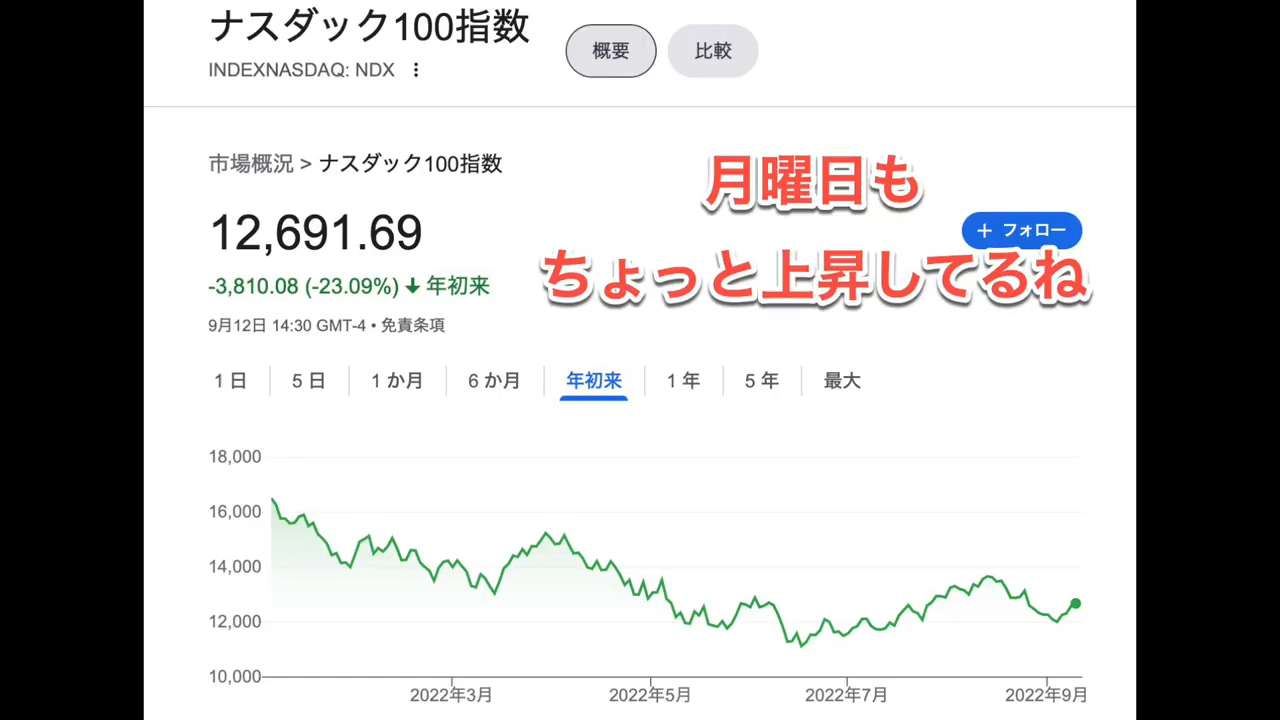 ナスダック100指数
INDEXNASDAQ: NDX
概要
比較
市場概況 > ナスダック100指数
月曜日も
12,691.69
+ フォロー
ちょっと上昇してるね
-3,810.08 (-23.09%) ↓ 年初来
9月12日 14:30 GMT-4 • 免責条項
1 日 5 日 1 か月 6 か月 年初来 1 年 5 年 最大
18,000
16,000
14,000
12,000
10,000
2022年3月 2022年5月 2022年7月 2022年9月